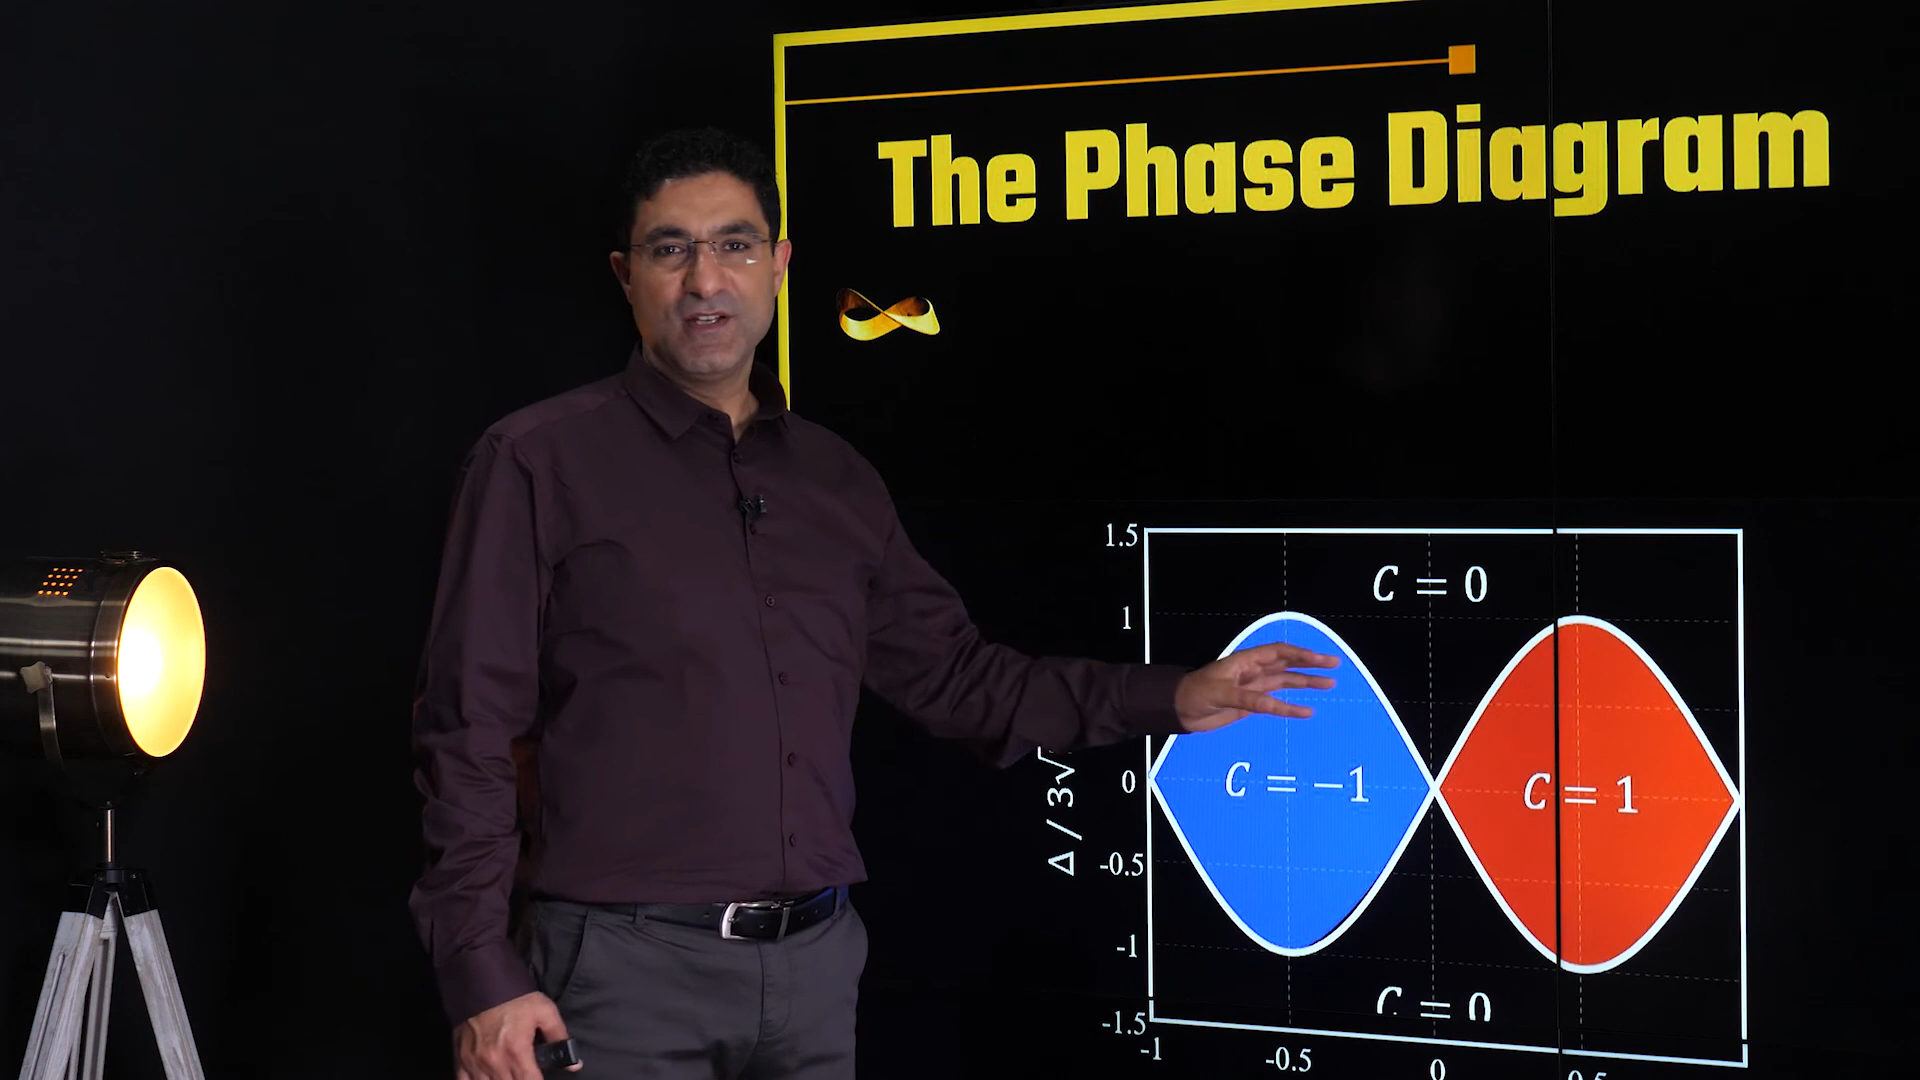 The Phase Diagram
1.5
C = 0
1
0
C = −1
C = 1
Δ / 3√
-0.5
-1
C = 0
-1.5
-1
-0.5
0